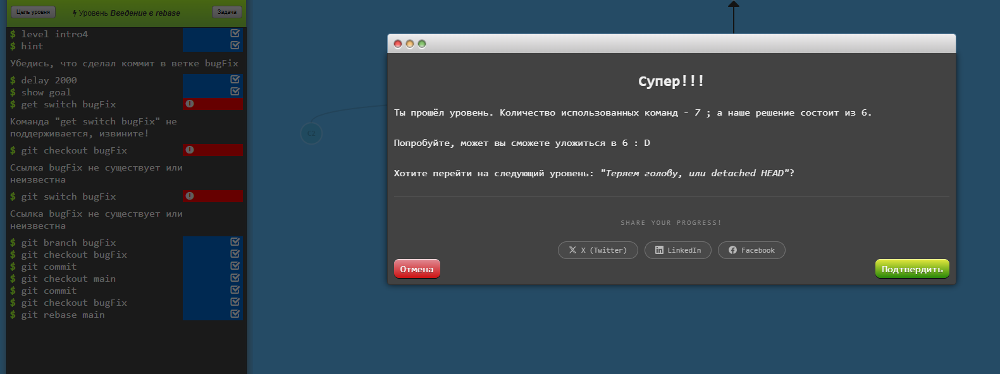 Цель уровня
Уровень Введение в rebase
Задача
$ level intro4
$ hint
Убедись, что сделал коммит в ветке bugFix
$ delay 2000
$ show goal
$ get switch bugFix
Команда "get switch bugFix" не
поддерживается, извините!
$ git checkout bugFix
Ссылка bugFix не существует или
неизвестна
$ git switch bugFix
Ссылка bugFix не существует или
неизвестна
$ git branch bugFix
$ git checkout bugFix
$ git commit
$ git checkout main
$ git commit
$ git checkout bugFix
$ git rebase main
C2
Супер!!!
Ты прошёл уровень. Количество использованных команд - 7 ; а наше решение состоит из 6.
Попробуйте, может вы сможете уложиться в 6 : D
Хотите перейти на следующий уровень: "Теряем голову, или detached HEAD"?
SHARE YOUR PROGRESS!
X (Twitter)
LinkedIn
Facebook
Отмена
Подтвердить